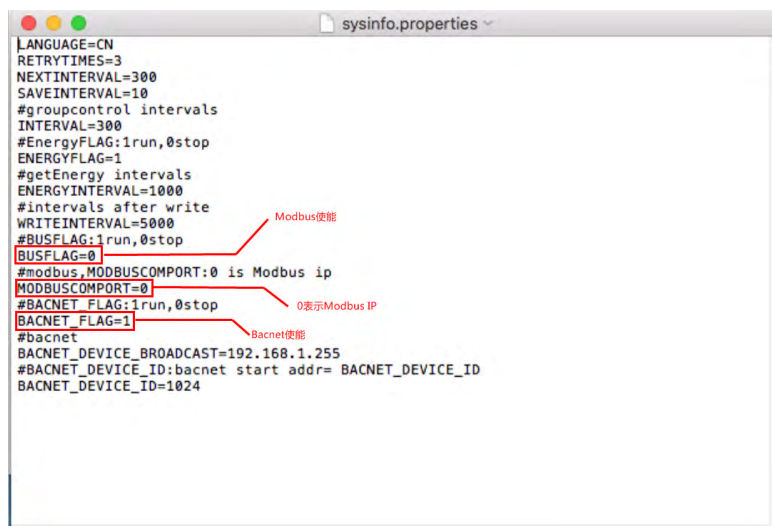 sysinfo.properties
LANGUAGE=CN
RETRYTIMES=3
NEXTINTERVAL=300
SAVEINTERVAL=10
#groupcontrol intervals
INTERVAL=300
#EnergyFLAG:1run,0stop
ENERGYFLAG=1
#getEnergy intervals
ENERGYINTERVAL=1000
#intervals after write
WRITEINTERVAL=5000
Modbus使能
#BUSFLAG:1run,0stop
BUSFLAG=0
#modbus,MODBUSCOMPORT:0 is Modbus ip
MODBUSCOMPORT=0
#BACNET_FLAG:1run,0stop
0表示Modbus IP
BACNET_FLAG=1
Bacnet使能
#bacnet
BACNET_DEVICE_BROADCAST=192.168.1.255
#BACNET_DEVICE_ID:bacnet start addr= BACNET_DEVICE_ID
BACNET_DEVICE_ID=1024